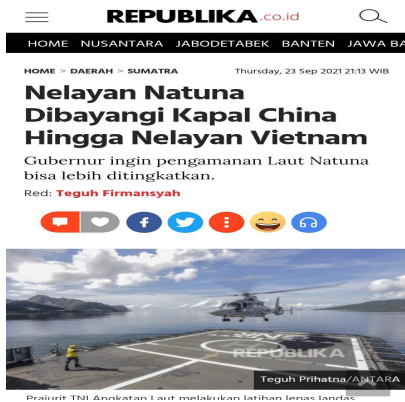 REPUBLIKA.co.id
HOME NUSANTARA JABODETABEK BANTEN JAWA BA
HOME > DAERAH > SUMATRA Thursday, 23 Sep 2021 21:13 WIB
Nelayan Natuna
Dibayangi Kapal China
Hingga Nelayan Vietnam
Gubernur ingin pengamanan Laut Natuna
bisa lebih ditingkatkan.
Red: Teguh Firmansyah
REPUBLIKA
Teguh Prihatna/ANTARA
Prajurit TNI Angkatan Laut melakukan latihan lepas landas